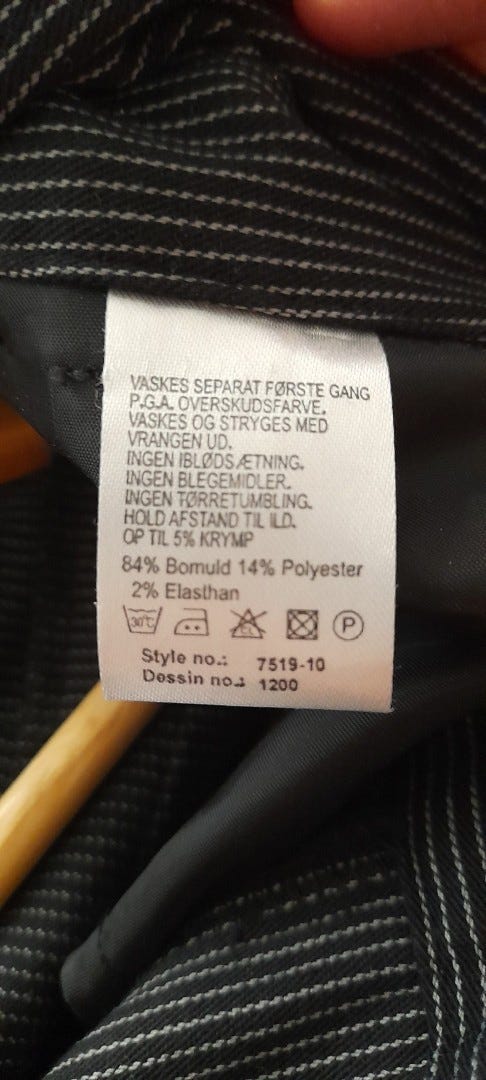 VASKES SEPARAT FØRSTE GANG
P.G.A. OVERSKUDSFARVE.
VASKES OG STRYGES MED
VRANGEN UD.
INGEN IBLØDSÆTNING.
INGEN BLEGEMIDLER.
INGEN TØRRETUMBLING.
HOLD AFSTAND TIL ILD.
OP TIL 5% KRYMP
84% Bomuld 14% Polyester
2% Elasthan
30°C CL P
Style no.: 7519-10
Dessin no.: 1200